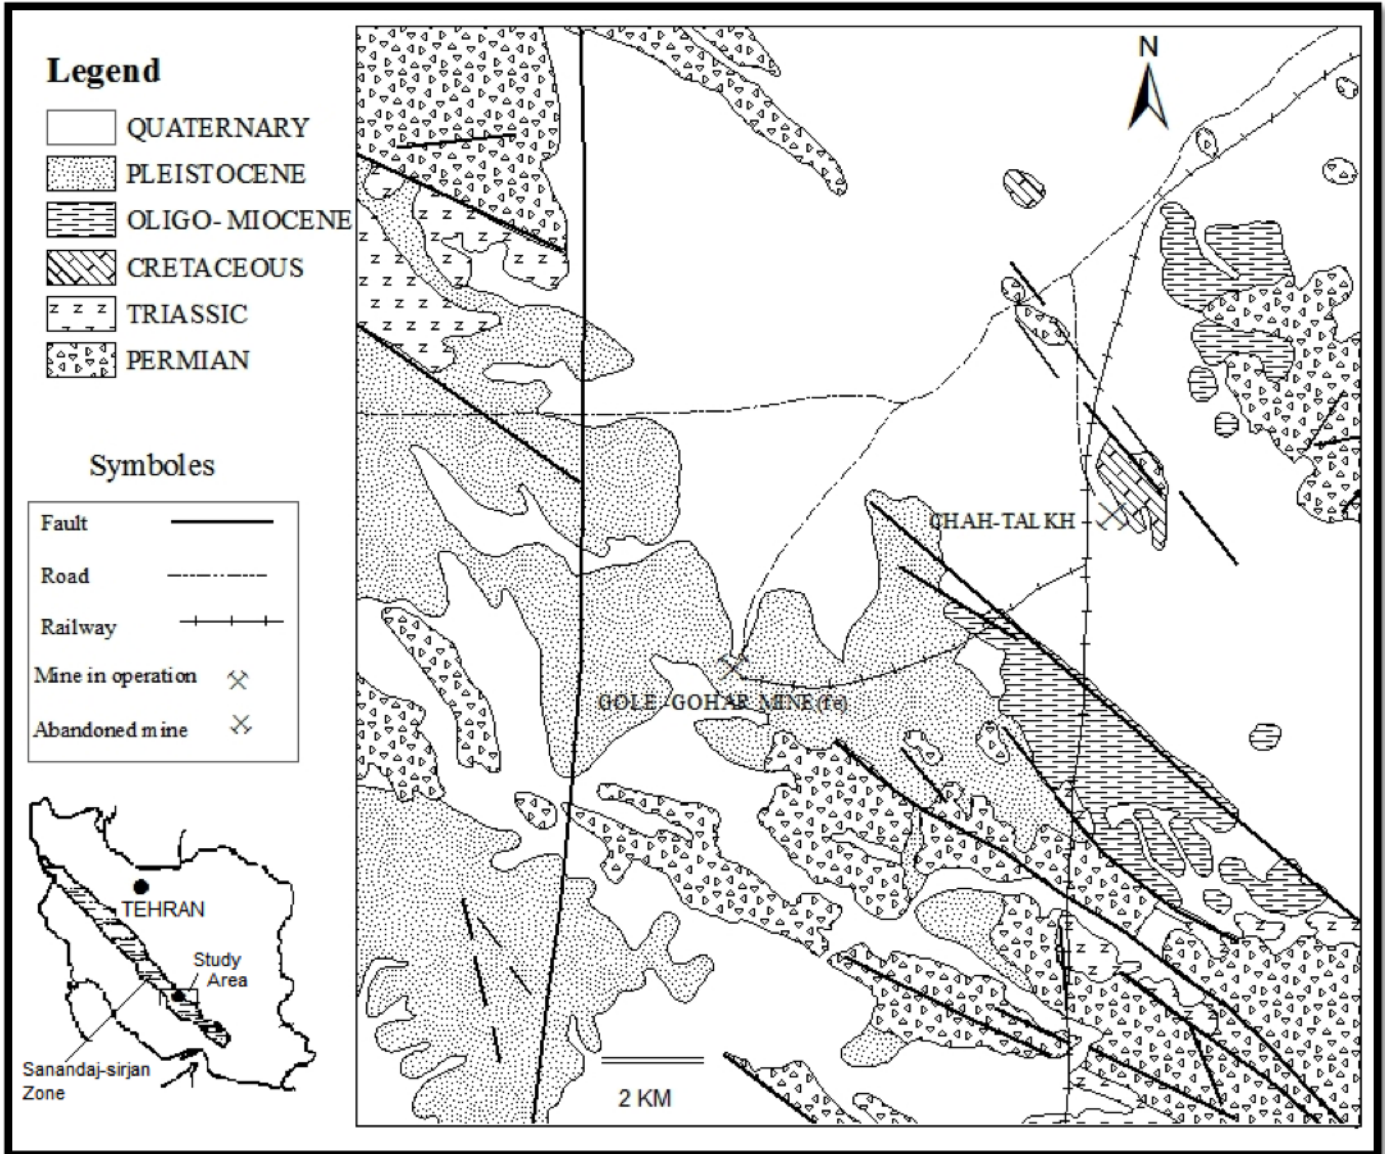 Legend
QUATERNARY
PLEISTOCENE
OLIGO- MIOCENE
CRETACEOUS
TRIASSIC
PERMIAN
Symboles
Fault
Road
Railway
Mine in operation
Abandoned mine
TEHRAN
Study
Area
Sanandaj-sirjan
Zone
N
CHAH-TALKH
GOLE-GOHAR MINE(fe)
2 KM